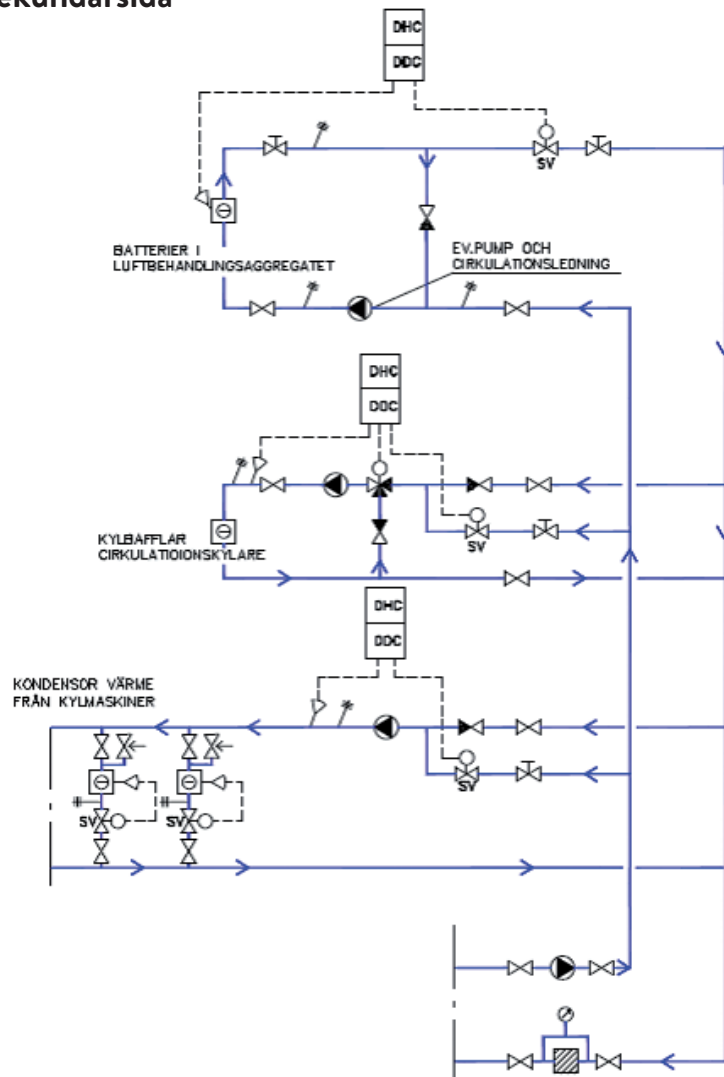 ekundärsida
DHC
DDC
SV
BATTERIER I
LUFTBEHANDLINGSAGGREGATET
EV.PUMP OCH
CIRKULATIONSLEDNING
DHC
DDC
SV
KYLBAFFLAR
CIRKULATIOIONSKYLARE
DHC
DDC
KONDENSOR VÄRME
FRÅN KYLMASKINER
SV
SV
SV